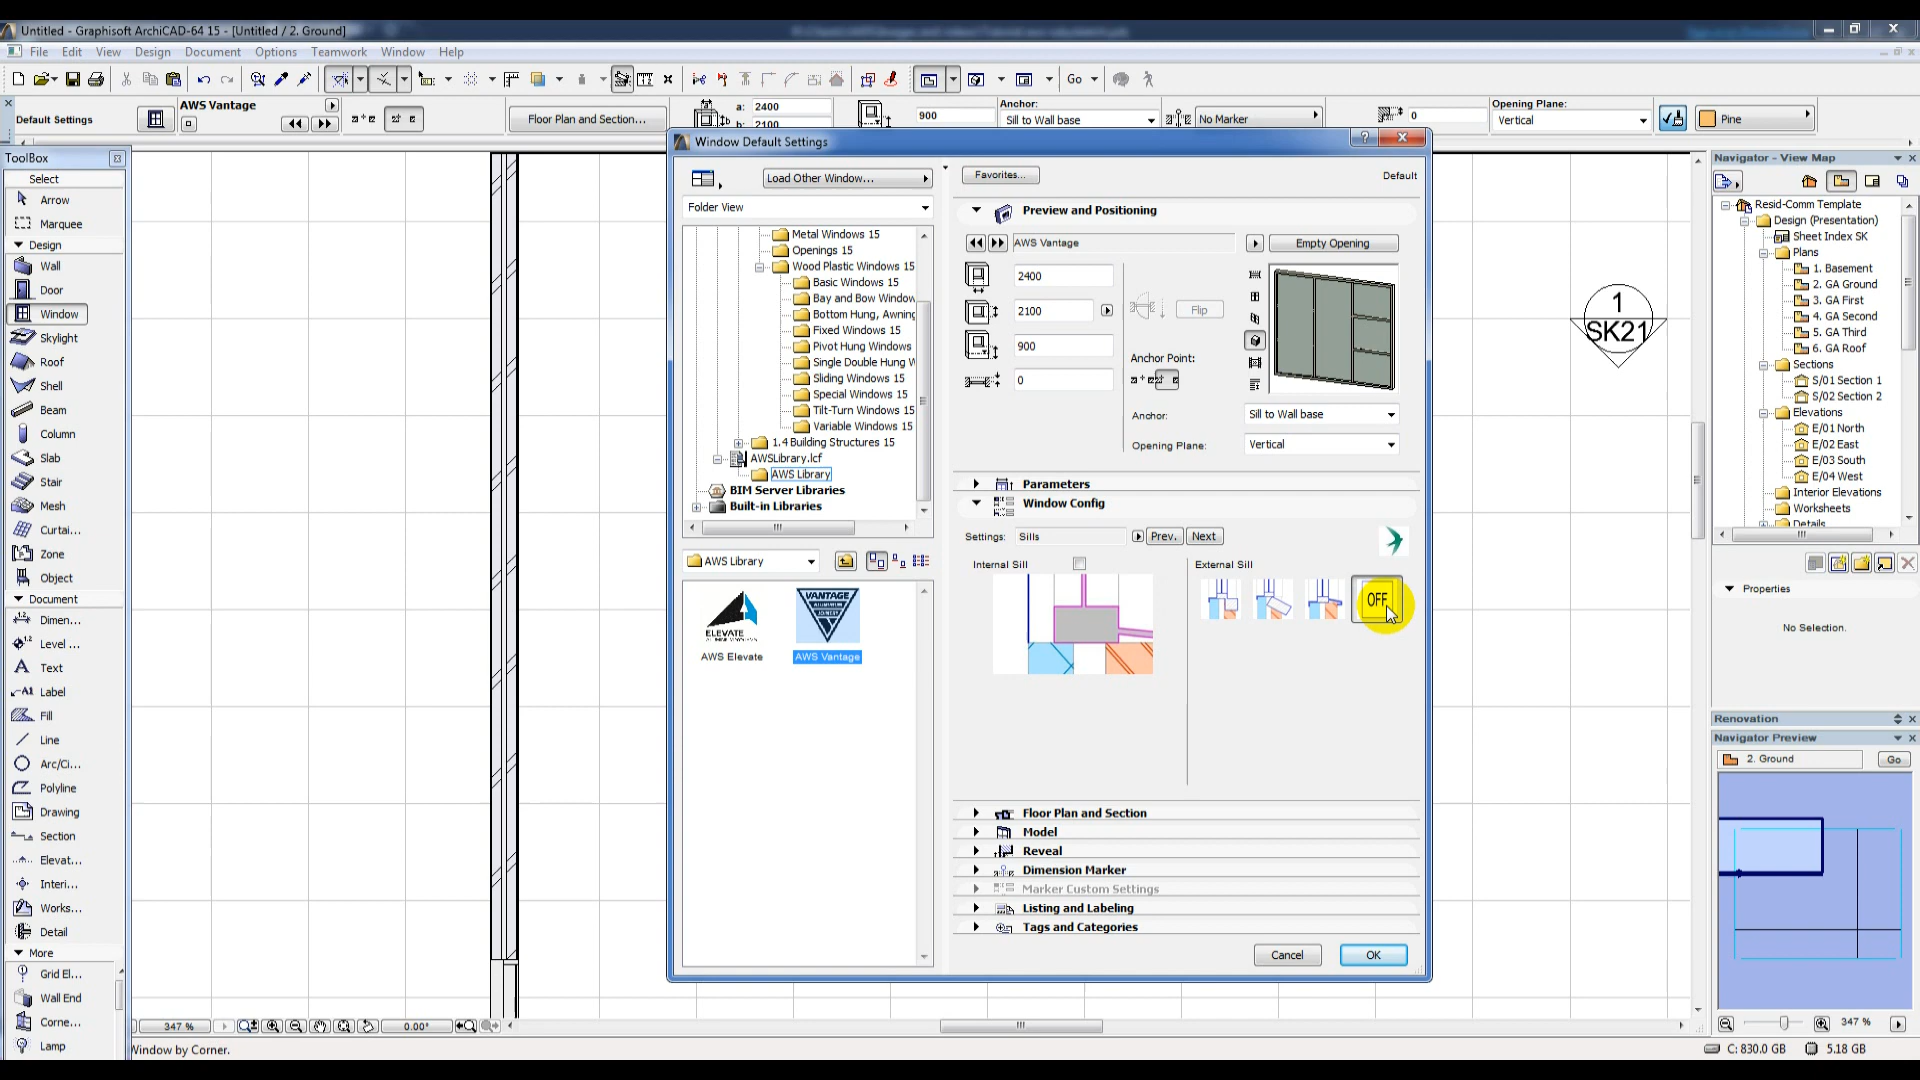 Untitled - Graphisoft ArchiCAD-64 15 - [Untitled / 2. Ground]
File Edit View Design Document Options Teamwork Window Help
Go
Default Settings
AWS Vantage
Floor Plan and Section...
a: 2400
b: 2100
900
Anchor:
Sill to Wall base
No Marker
0
Opening Plane:
Vertical
Pine
ToolBox
Select
Arrow
Marquee
Design
Wall
Door
Window
Skylight
Roof
Shell
Beam
Column
Slab
Stair
Mesh
Curtai...
Zone
Object
Document
Dimen...
Level ...
Text
Label
Fill
Line
Arc/Ci...
Polyline
Drawing
Section
Elevat...
Interi...
Works...
Detail
More
Grid El...
Wall End
Corne...
Lamp
347 %
0.00°
Window by Corner.
Window Default Settings
Load Other Window...
Folder View
Metal Windows 15
Openings 15
Wood Plastic Windows 15
Basic Windows 15
Bay and Bow Window
Bottom Hung, Awning
Fixed Windows 15
Pivot Hung Windows
Single Double Hung W
Sliding Windows 15
Special Windows 15
Tilt-Turn Windows 15
Variable Windows 15
1.4 Building Structures 15
AWSLibrary.lcf
AWS Library
BIM Server Libraries
Built-in Libraries
AWS Library
ELEVATE
AWS Elevate
VANTAGE
AWS Vantage
Favorites...
Default
Preview and Positioning
AWS Vantage
Empty Opening
2400
2100
900
0
Flip
Anchor Point:
Anchor:
Sill to Wall base
Opening Plane:
Vertical
Parameters
Window Config
Settings: Sills
Prev.
Next
Internal Sill
External Sill
OFF
Floor Plan and Section
Model
Reveal
Dimension Marker
Marker Custom Settings
Listing and Labeling
Tags and Categories
Cancel
OK
1
SK21
Navigator - View Map
Resid-Comm Template
Design (Presentation)
Sheet Index SK
Plans
1. Basement
2. GA Ground
3. GA First
4. GA Second
5. GA Third
6. GA Roof
Sections
S/01 Section 1
S/02 Section 2
Elevations
E/01 North
E/02 East
E/03 South
E/04 West
Interior Elevations
Worksheets
Details
Properties
No Selection.
Renovation
Navigator Preview
2. Ground
Go
347 %
C: 830.0 GB
5.18 GB